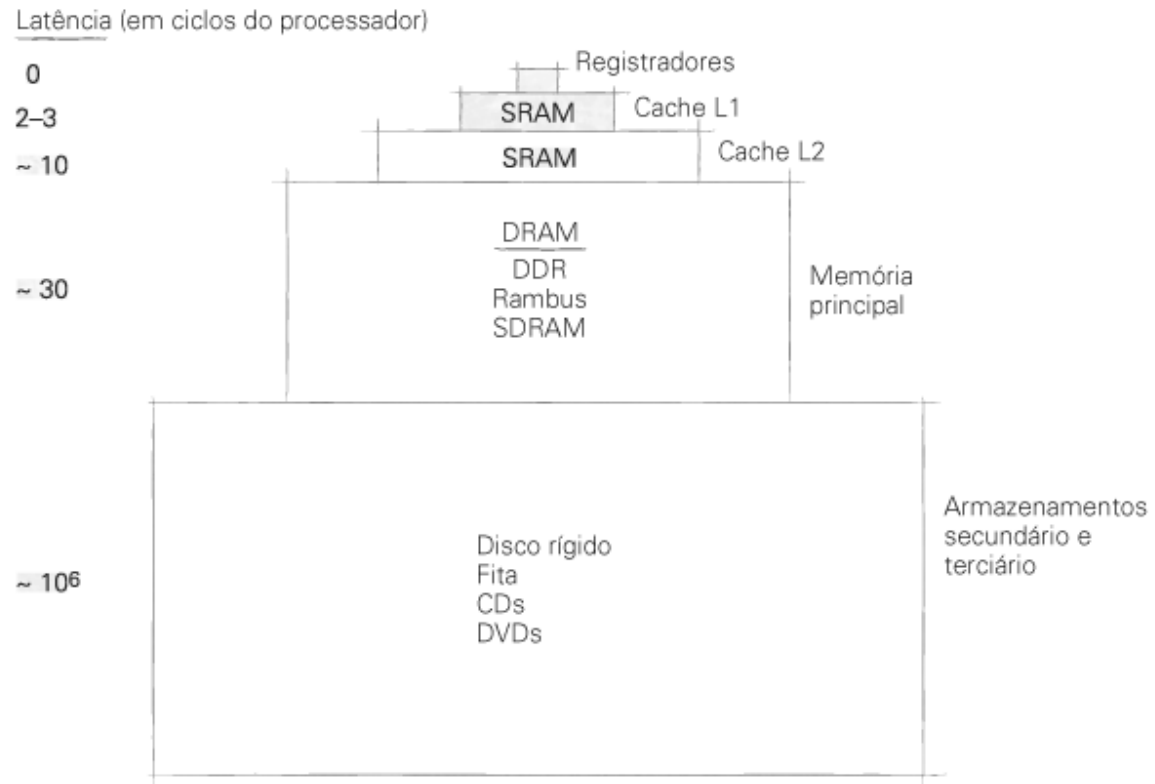 Latência (em ciclos do processador)
0
Registradores
2–3
SRAM
Cache L1
~ 10
SRAM
Cache L2
~ 30
DRAM
DDR
Rambus
SDRAM
Memória
principal
~ 10⁶
Disco rígido
Fita
CDs
DVDs
Armazenamentos
secundário e
terciário